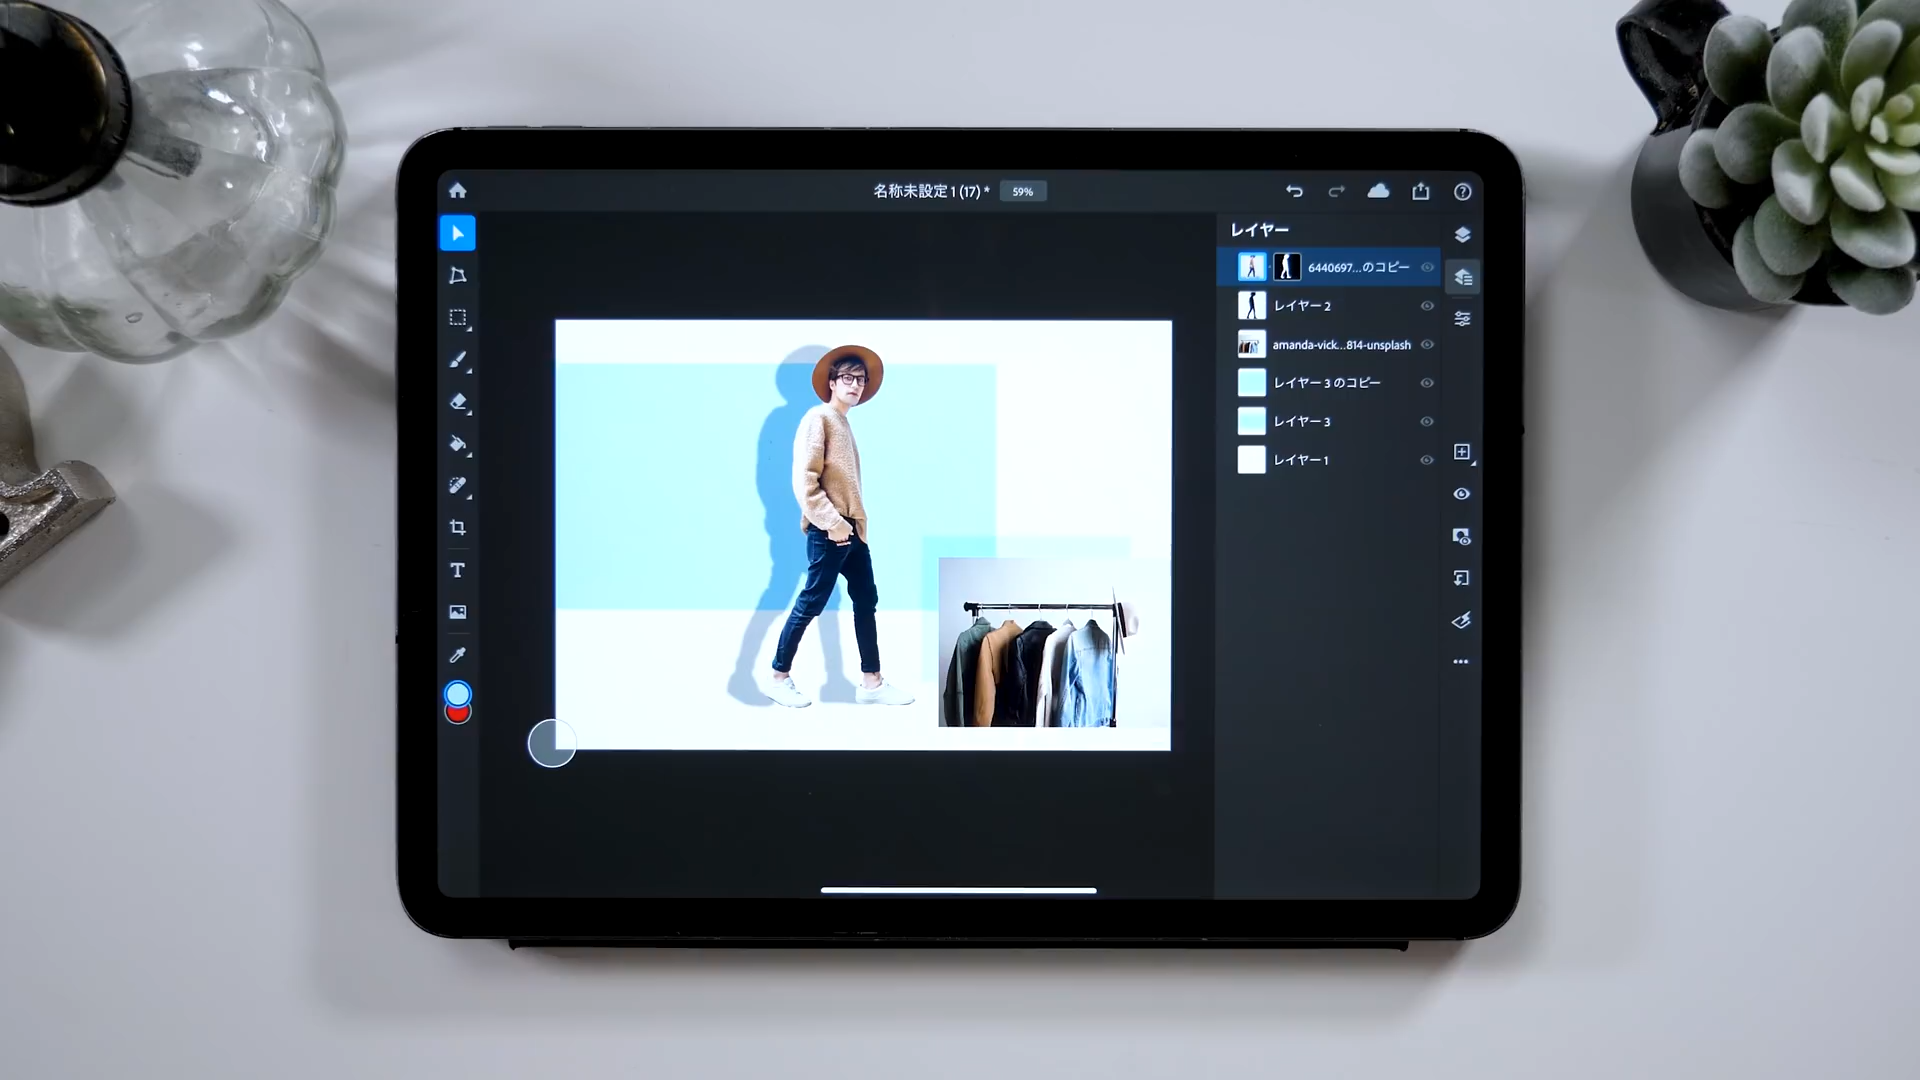 名称未設定 1 (17) *
59%
レイヤー
6440697...のコピー
レイヤー 2
amanda-vick...814-unsplash
レイヤー 3 のコピー
レイヤー 3
レイヤー 1
T